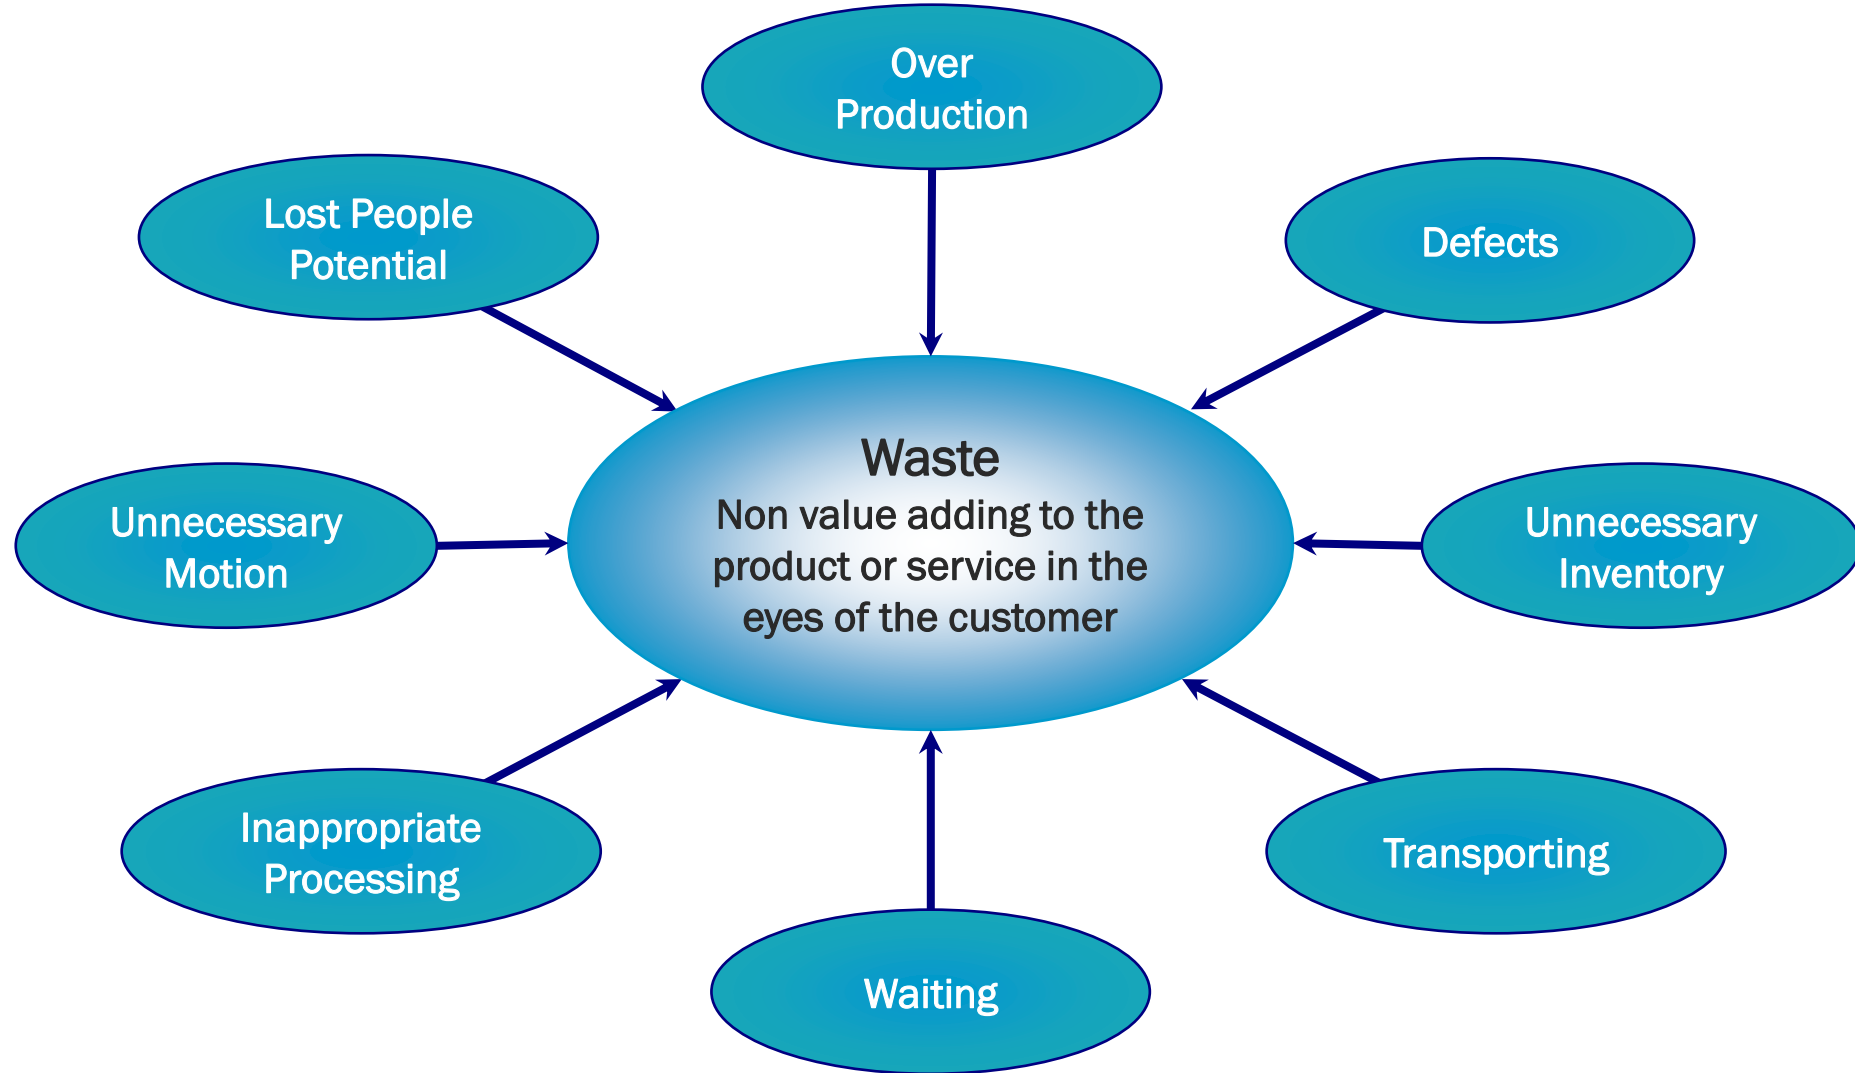 Over
Production
Lost People
Potential
Defects
Waste
Non value adding to the
product or service in the
eyes of the customer
Unnecessary
Motion
Unnecessary
Inventory
Inappropriate
Processing
Transporting
Waiting